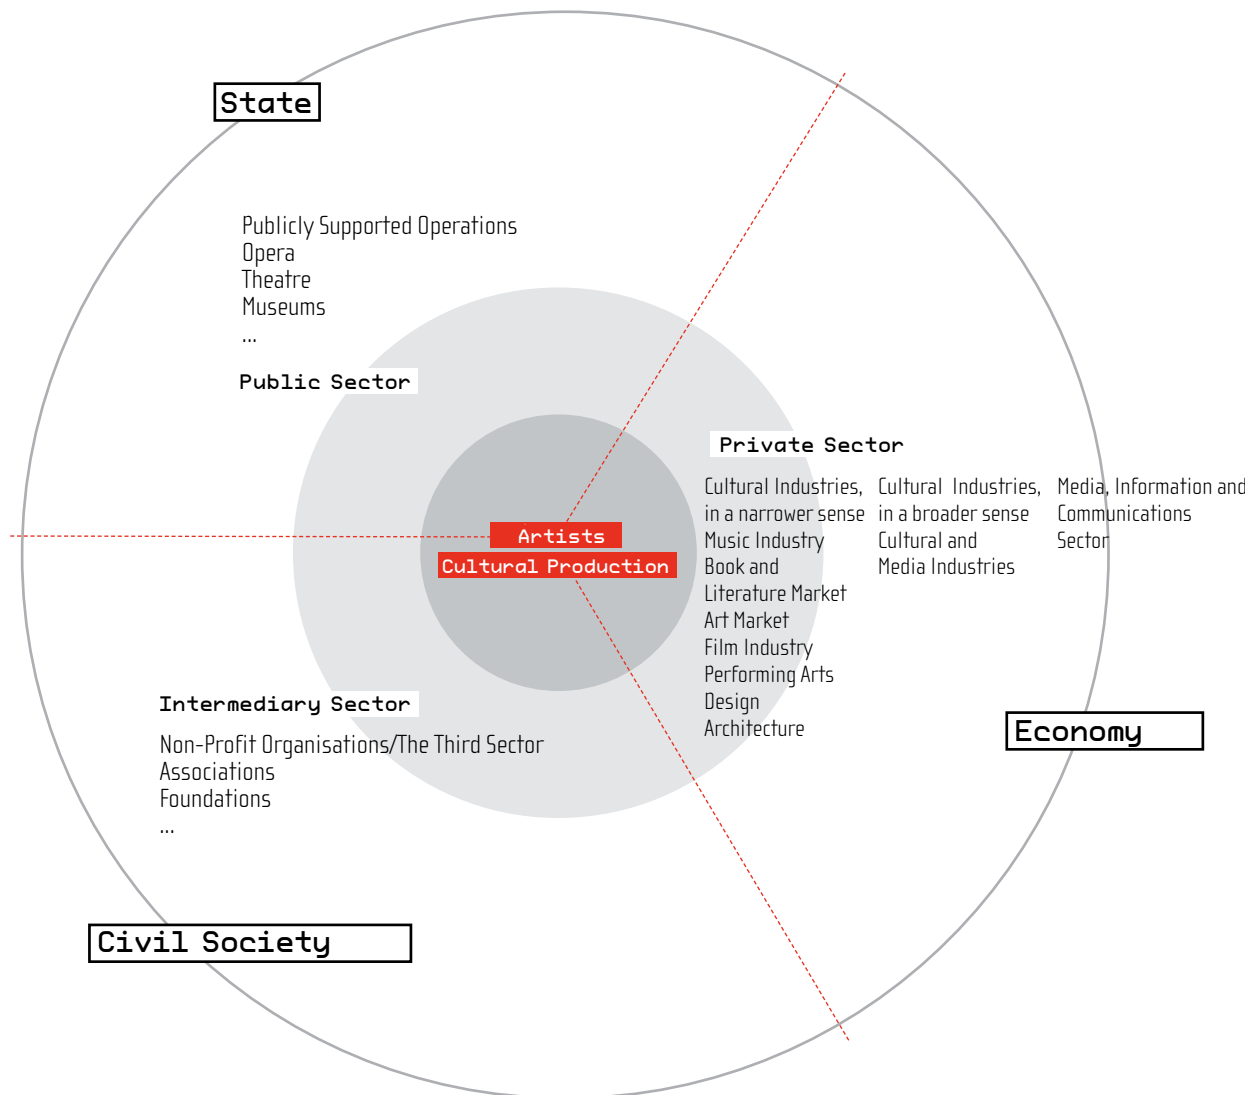 State
Publicly Supported Operations
Opera
Theatre
Museums
...
Public Sector
Private Sector
Cultural Industries,
in a narrower sense
Music Industry
Book and
Literature Market
Art Market
Film Industry
Performing Arts
Design
Architecture
Cultural Industries,
in a broader sense
Cultural and
Media Industries
Media, Information and
Communications
Sector
Artists
Cultural Production
Intermediary Sector
Non-Profit Organisations/The Third Sector
Associations
Foundations
...
Economy
Civil Society